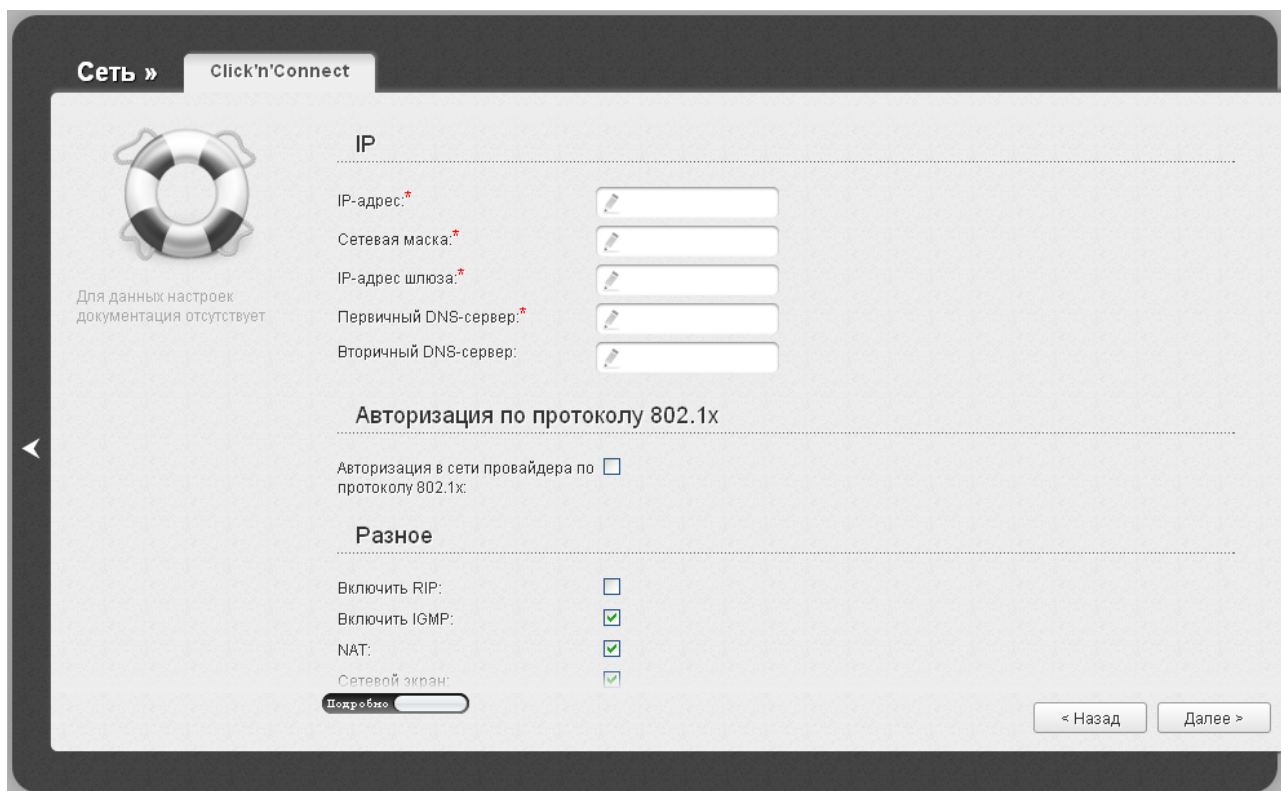 Сеть »
Click'n'Connect
Для данных настроек
документация отсутствует
IP
IP-адрес:*
Сетевая маска:*
IP-адрес шлюза:*
Первичный DNS-сервер:*
Вторичный DNS-сервер:
Авторизация по протоколу 802.1x
Авторизация в сети провайдера по
протоколу 802.1x:
Разное
Включить RIP:
Включить IGMP:
NAT:
Сетевой экран:
Подробно
< Назад
Далее >